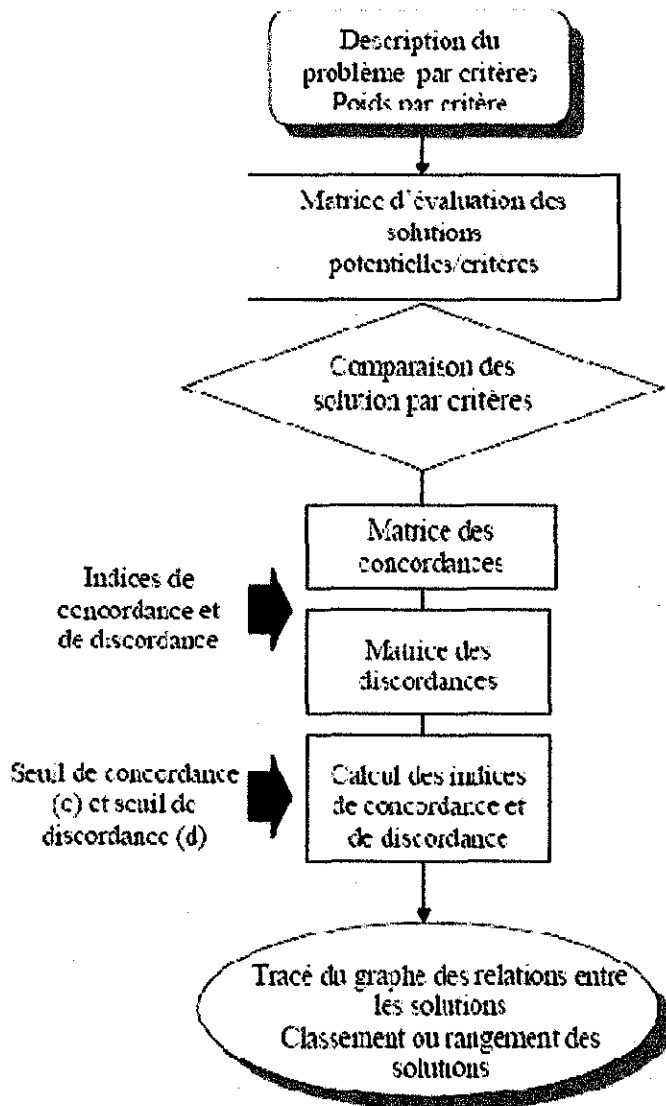 Description du
problème par critères
Poids par critère
Matrice d'évaluation des
solutions
potentielles/critères
Comparaison des
solution par critères
Matrice des
concordances
Indices de
concordance et
de discordance
Matrice des
discordances
Seuil de concordance
(c) et seuil de
discordance (d)
Calcul des indices
de concordance et
de discordance
Tracé du graphe des relations entre
les solutions
Classement ou rangement des
solutions